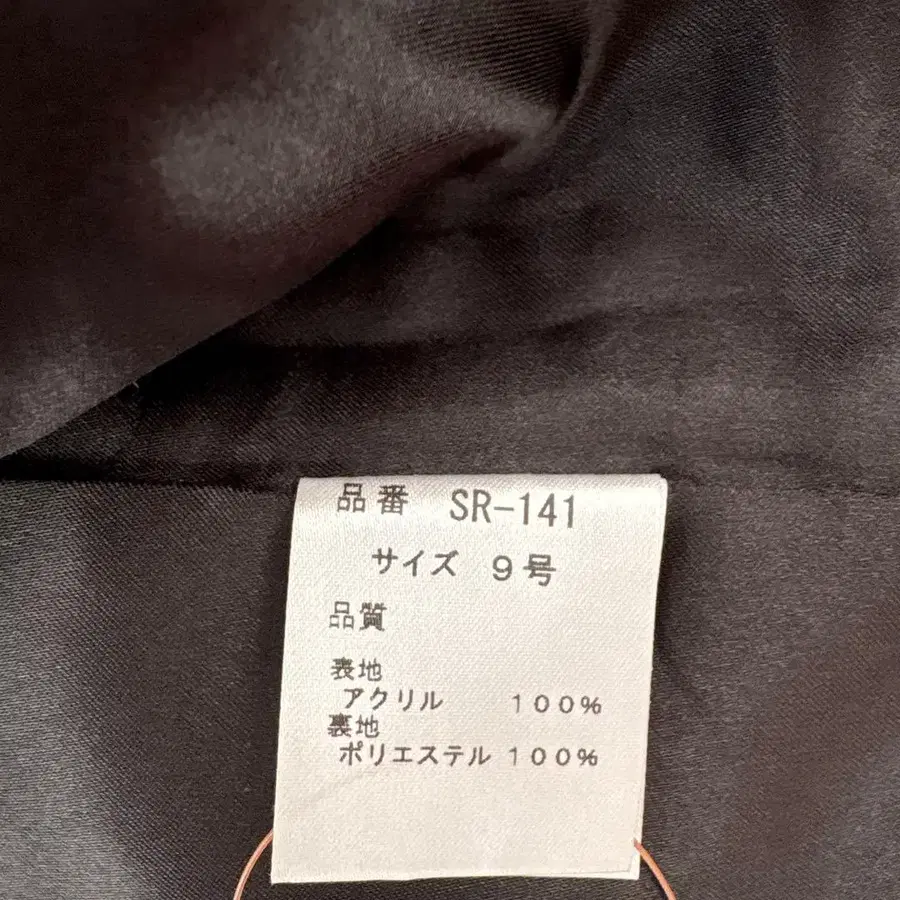 品番 SR-141
サイズ 9号
品質
表地
アクリル 100%
裏地
ポリエステル 100%